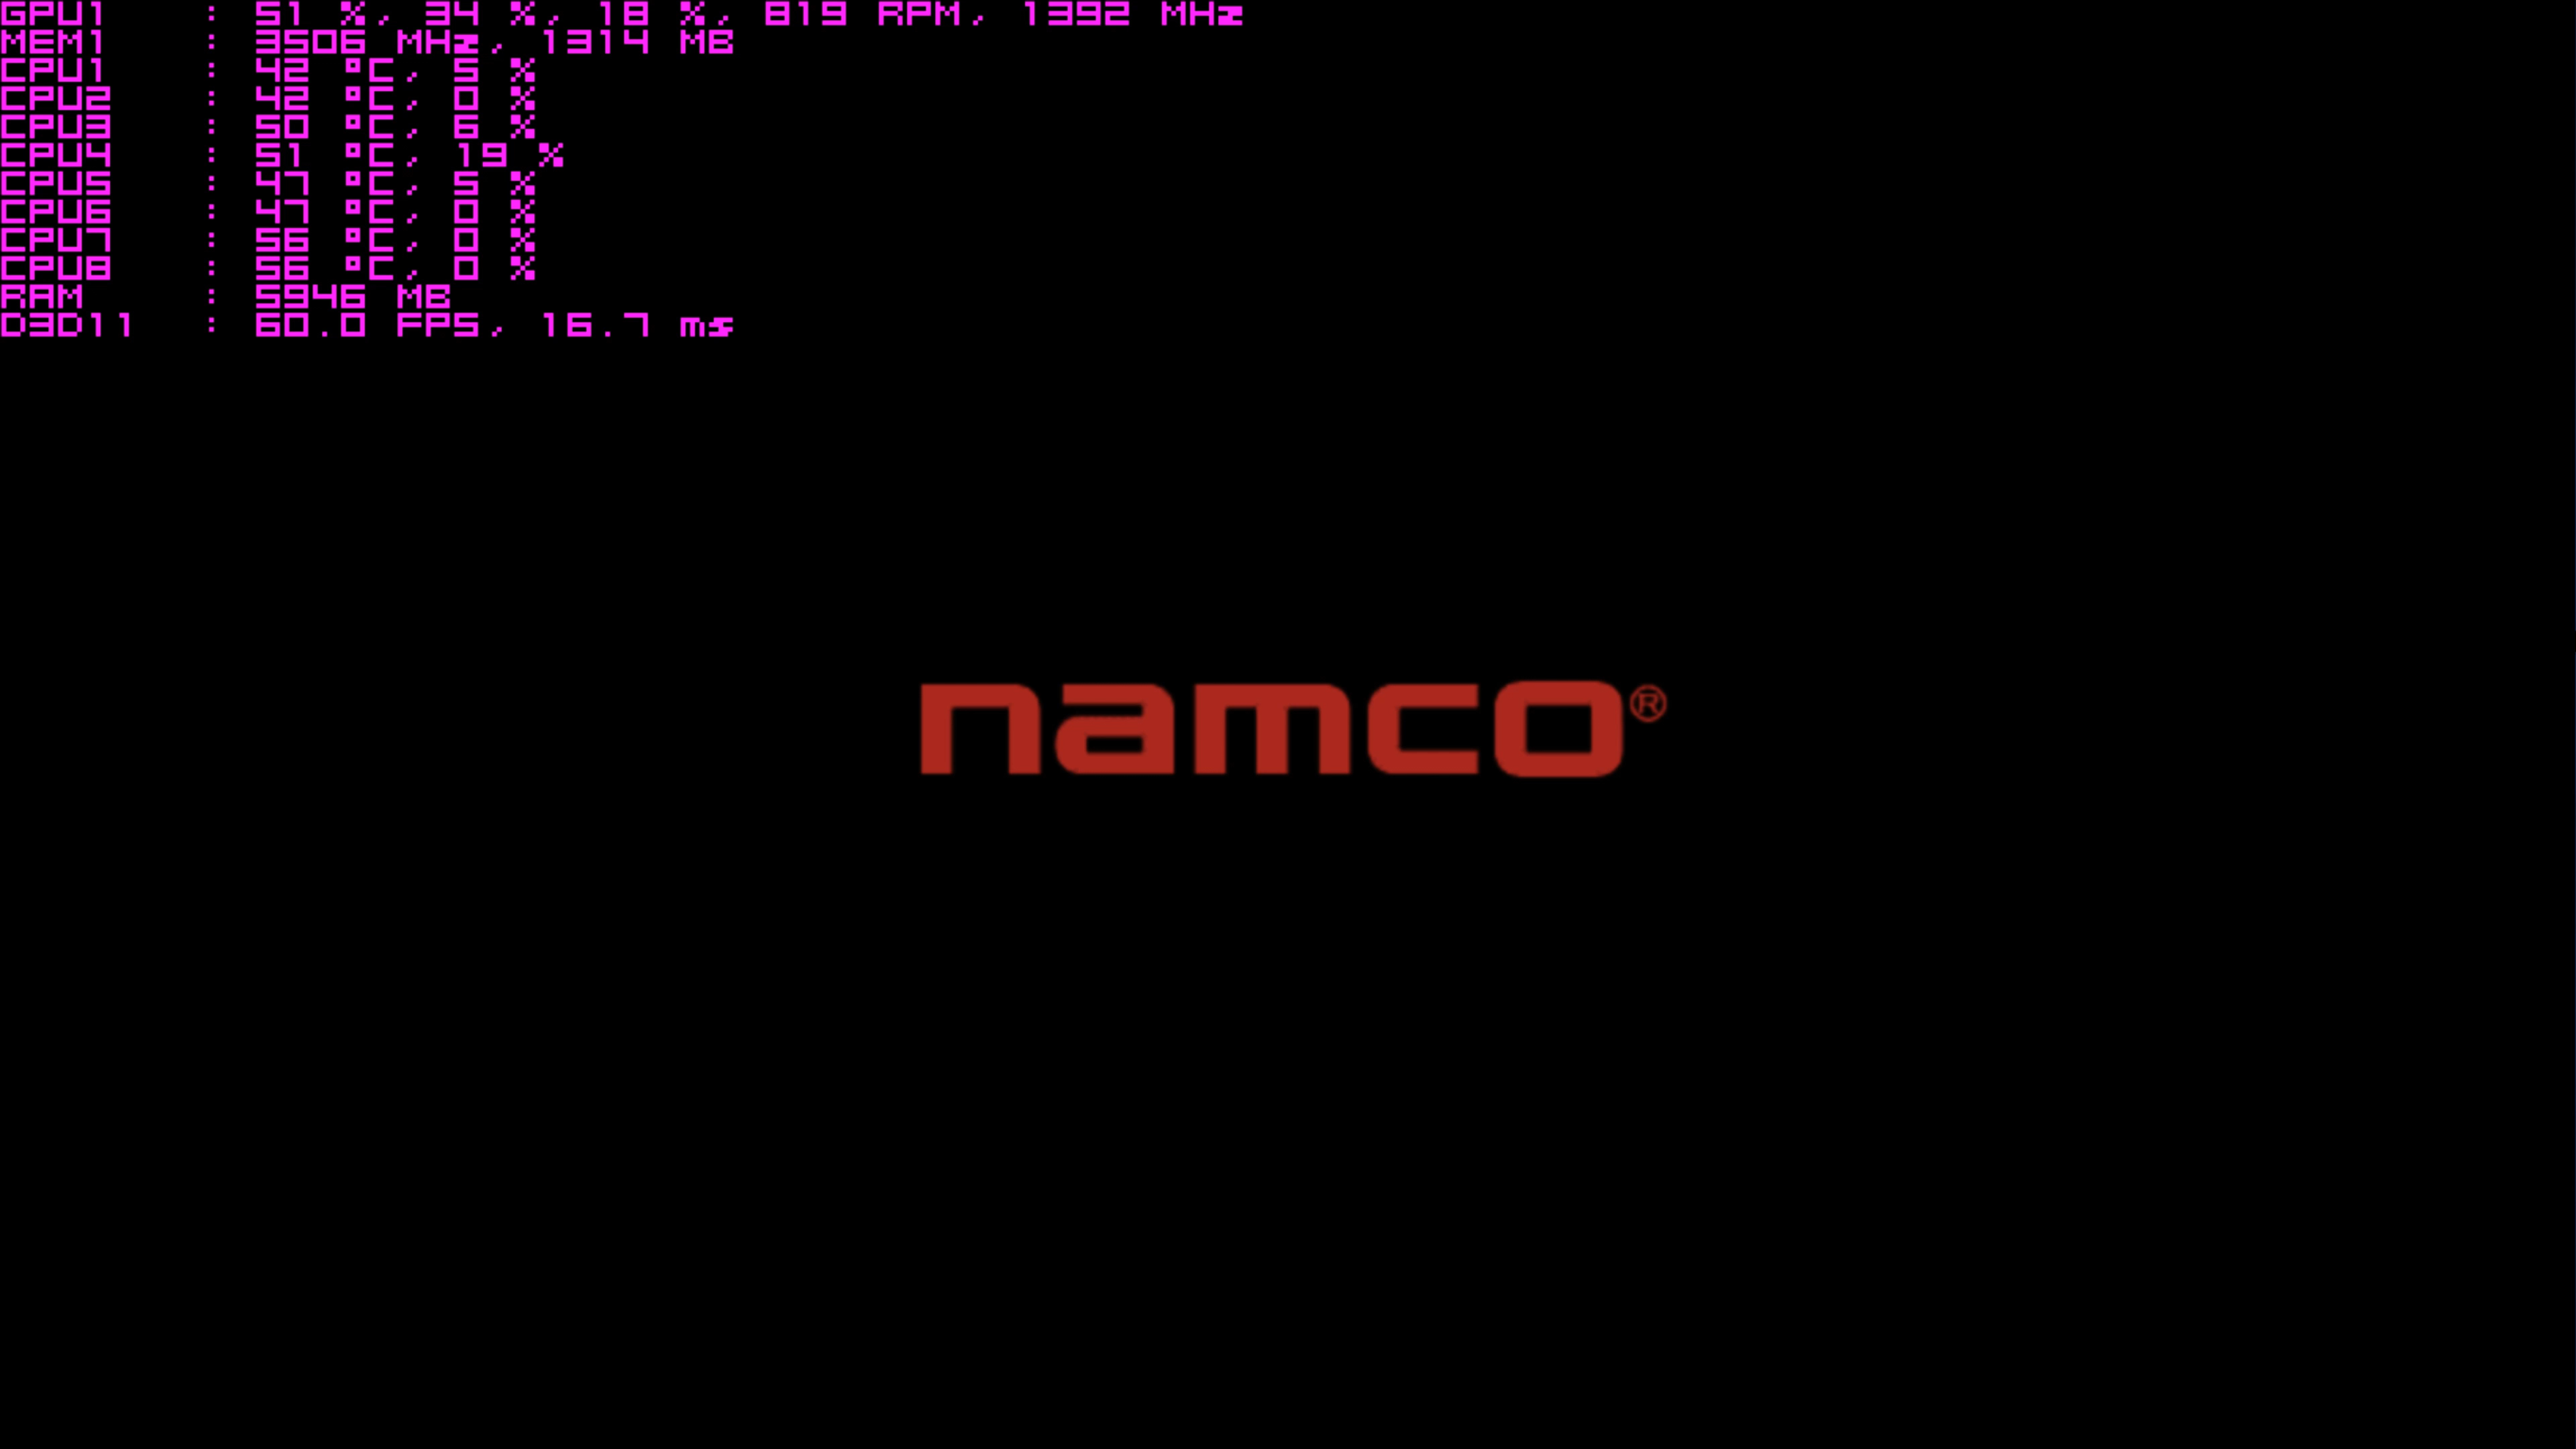 GPU1 : 51 %, 34 %, 18 %, 819 RPM, 1392 MHz
MEM1 : 3506 MHz, 1314 MB
CPU1 : 42 °C, 5 %
CPU2 : 42 °C, 0 %
CPU3 : 50 °C, 6 %
CPU4 : 51 °C, 19 %
CPU5 : 47 °C, 5 %
CPU6 : 47 °C, 0 %
CPU7 : 56 °C, 0 %
CPU8 : 56 °C, 0 %
RAM : 5946 MB
D3D11 : 60.0 FPS, 16.7 ms
namco®